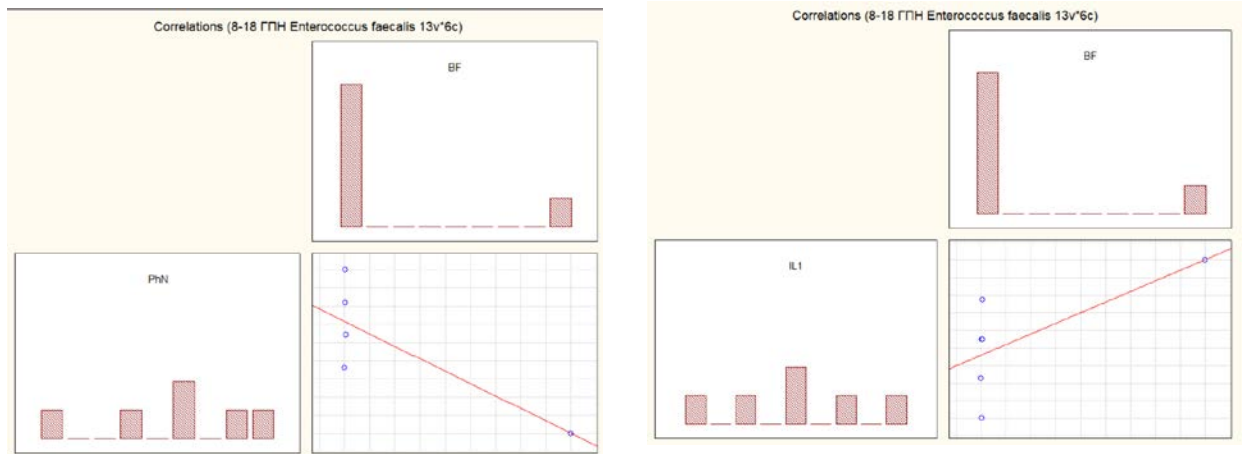 Correlations (8-18 ГПН Enterococcus faecalis 13v*6c)
BF
PhN
Correlations (8-18 ГПН Enterococcus faecalis 13v*6c)
BF
IL1